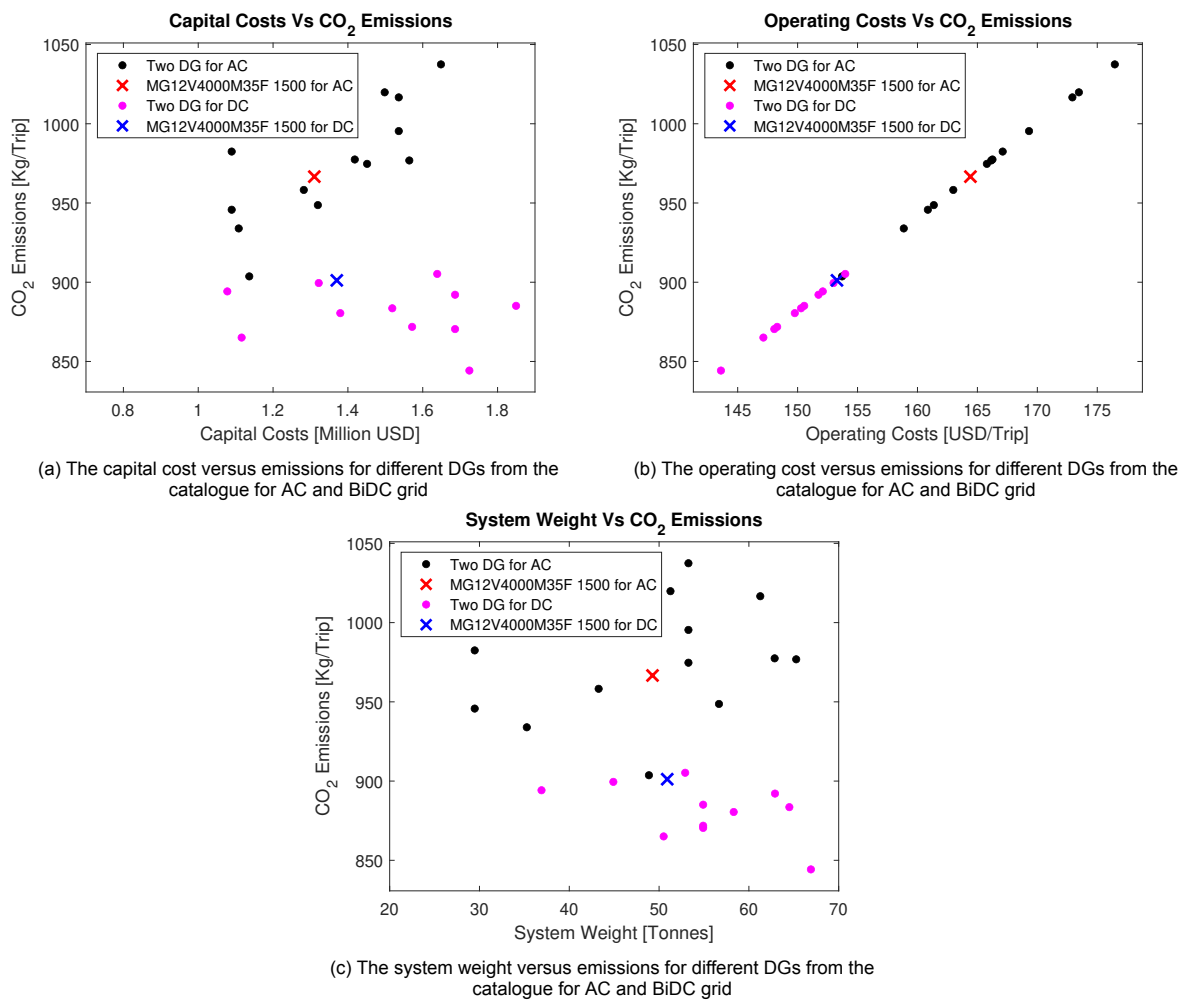 Capital Costs Vs CO2 Emissions
1050
1000
950
900
850
CO2 Emissions [Kg/Trip]
Two DG for AC
MG12V4000M35F 1500 for AC
Two DG for DC
MG12V4000M35F 1500 for DC
0.8 1 1.2 1.4 1.6 1.8
Capital Costs [Million USD]
(a) The capital cost versus emissions for different DGs from the
catalogue for AC and BiDC grid
Operating Costs Vs CO2 Emissions
1050
1000
950
900
850
CO2 Emissions [Kg/Trip]
Two DG for AC
MG12V4000M35F 1500 for AC
Two DG for DC
MG12V4000M35F 1500 for DC
145 150 155 160 165 170 175
Operating Costs [USD/Trip]
(b) The operating cost versus emissions for different DGs from the
catalogue for AC and BiDC grid
System Weight Vs CO2 Emissions
1050
1000
950
900
850
CO2 Emissions [Kg/Trip]
Two DG for AC
MG12V4000M35F 1500 for AC
Two DG for DC
MG12V4000M35F 1500 for DC
20 30 40 50 60 70
System Weight [Tonnes]
(c) The system weight versus emissions for different DGs from the
catalogue for AC and BiDC grid